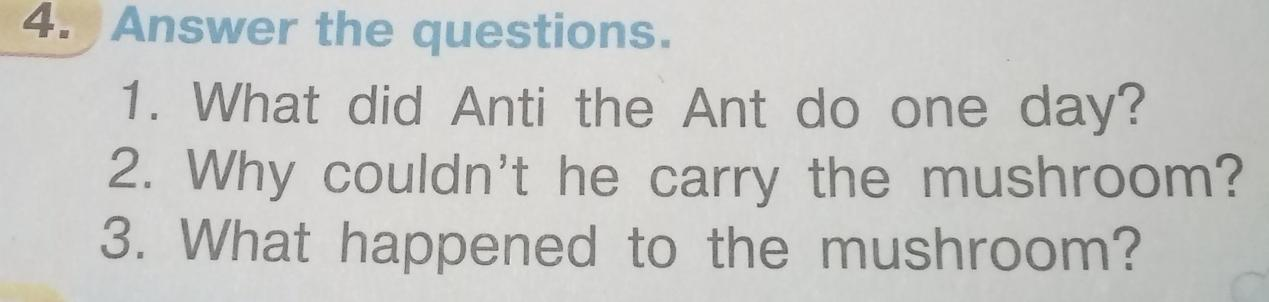 4. Answer the questions.
1. What did Anti the Ant do one day?
2. Why couldn't he carry the mushroom?
3. What happened to the mushroom?